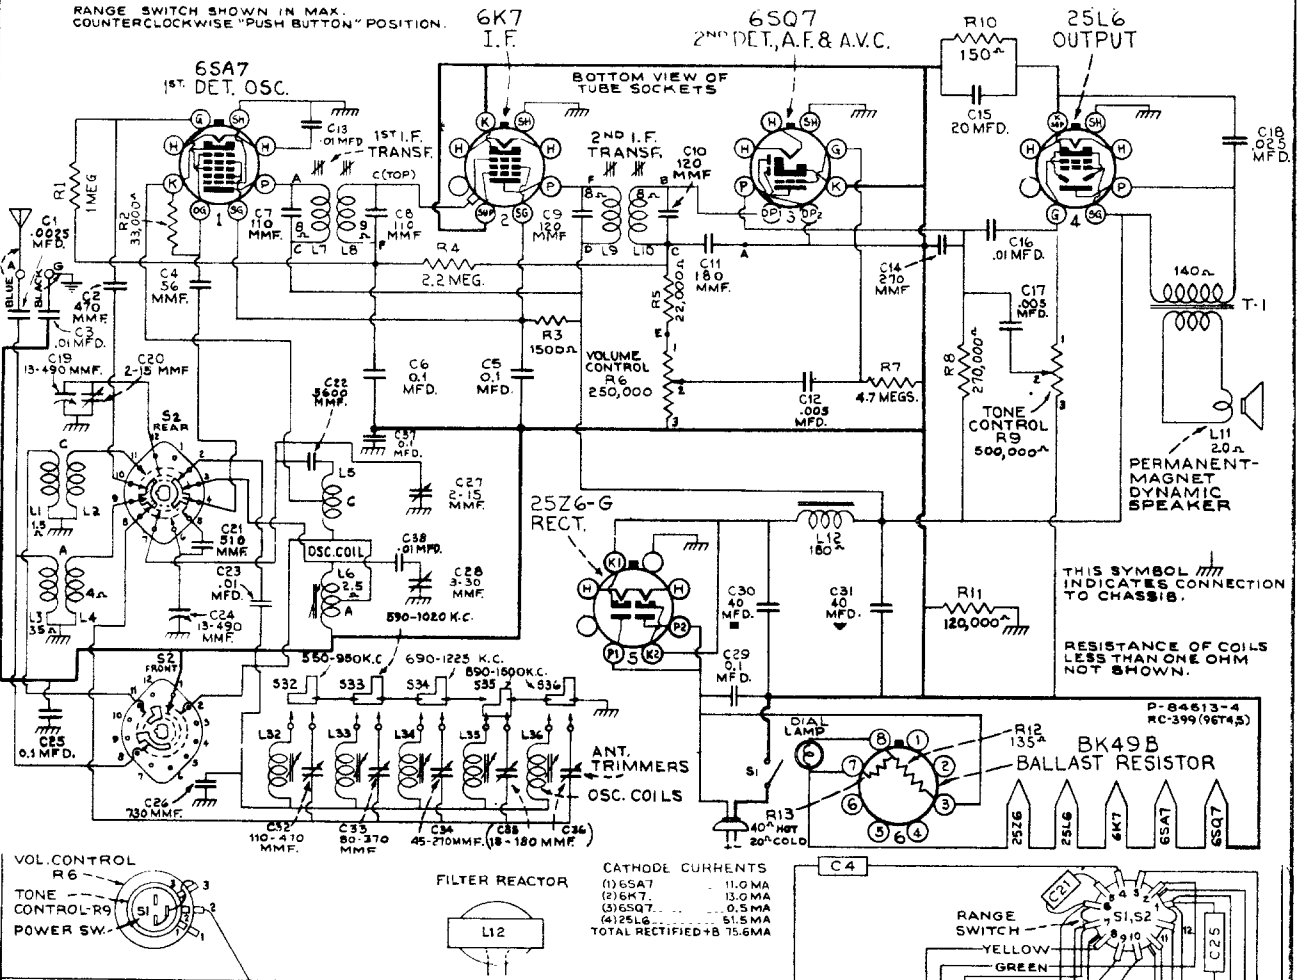 RANGE SWITCH SHOWN IN MAX.
COUNTERCLOCKWISE "PUSH BUTTON" POSITION.
6SA7
1ST. DET. OSC.
6K7
I.F.
6SQ7
2ND DET., A.F. & A.V.C.
25L6
OUTPUT
BOTTOM VIEW OF
TUBE SOCKETS
R10
150Ω
C15
20 MFD.
C18
.025
MFD.
C13
.01 MFD
1ST I.F.
TRANSF.
2ND I.F.
TRANSF.
C10
120
MMF
R1
1 MEG
R2
33,000Ω
C1
.0025
MFD.
BLUE
A
BLACK
G
C2
470
MMF.
C3
.01 MFD.
C4
56
MMF.
C7
110
MMF.
8Ω
L7
L8
9Ω
C(TOP)
C8
110
MMF.
C9
120
MMF
8Ω
L9
L10
8Ω
R4
2.2 MEG.
C11
180
MMF.
C14
270
MMF
C16
.01 MFD.
C17
.005
MFD.
140Ω
T-1
R5
22,000Ω
R3
1500Ω
C6
0.1
MFD.
C5
0.1
MFD.
VOLUME
CONTROL
R6
250,000
C12
.005
MFD.
R7
4.7 MEGS.
R8
270,000Ω
TONE
CONTROL
R9
500,000Ω
L11
2.0Ω
PERMANENT-
MAGNET
DYNAMIC
SPEAKER
C19
13-490 MMF.
C20
2-15 MMF
S2
REAR
C22
5600
MMF.
C37
0.1
MFD.
L5
C
C27
2-15
MMF.
L1
1.5Ω
L2
C
A
L3
35Ω
L4
4Ω
C21
510
MMF.
C23
.01
MFD.
OSC. COIL
C38
.01 MFD.
L6
2.5Ω
A
C28
3-30
MMF.
C24
13-490
MMF.
S2
FRONT
C25
0.1 MFD.
C26
730 MMF.
25Z6-G
RECT.
L12
180Ω
C30
40
MFD.
C31
40
MFD.
C29
0.1
MFD.
R11
120,000Ω
THIS SYMBOL
INDICATES CONNECTION
TO CHASSIS.
RESISTANCE OF COILS
LESS THAN ONE OHM
NOT SHOWN.
590-1020 K.C.
550-950K.C.
690-1225 K.C.
890-1500K.C.
S32
S33
S34
S35
S36
L32
L33
L34
L35
L36
ANT.
TRIMMERS
OSC. COILS
C32
110-470
MMF.
C33
80-370
MMF
C34
45-270MMF.
C35
C36
(18-180 MMF.)
P-84613-4
RC-399 (96T4,5)
DIAL
LAMP
S1
R12
135Ω
BK49B
BALLAST RESISTOR
R13
40Ω HOT
20Ω COLD
25Z6
25L6
6K7
6SA7
6SQ7
VOL. CONTROL
R6
TONE
CONTROL-R9
POWER SW.
S1
FILTER REACTOR
L12
CATHODE CURRENTS
(1) 6SA7 11.0 MA
(2) 6K7 13.0 MA
(3) 6SQ7 0.5 MA
(4) 25L6 51.5 MA
TOTAL RECTIFIED +B 75.6MA
C4
C21
S1,S2
C25
RANGE
SWITCH
YELLOW
GREEN